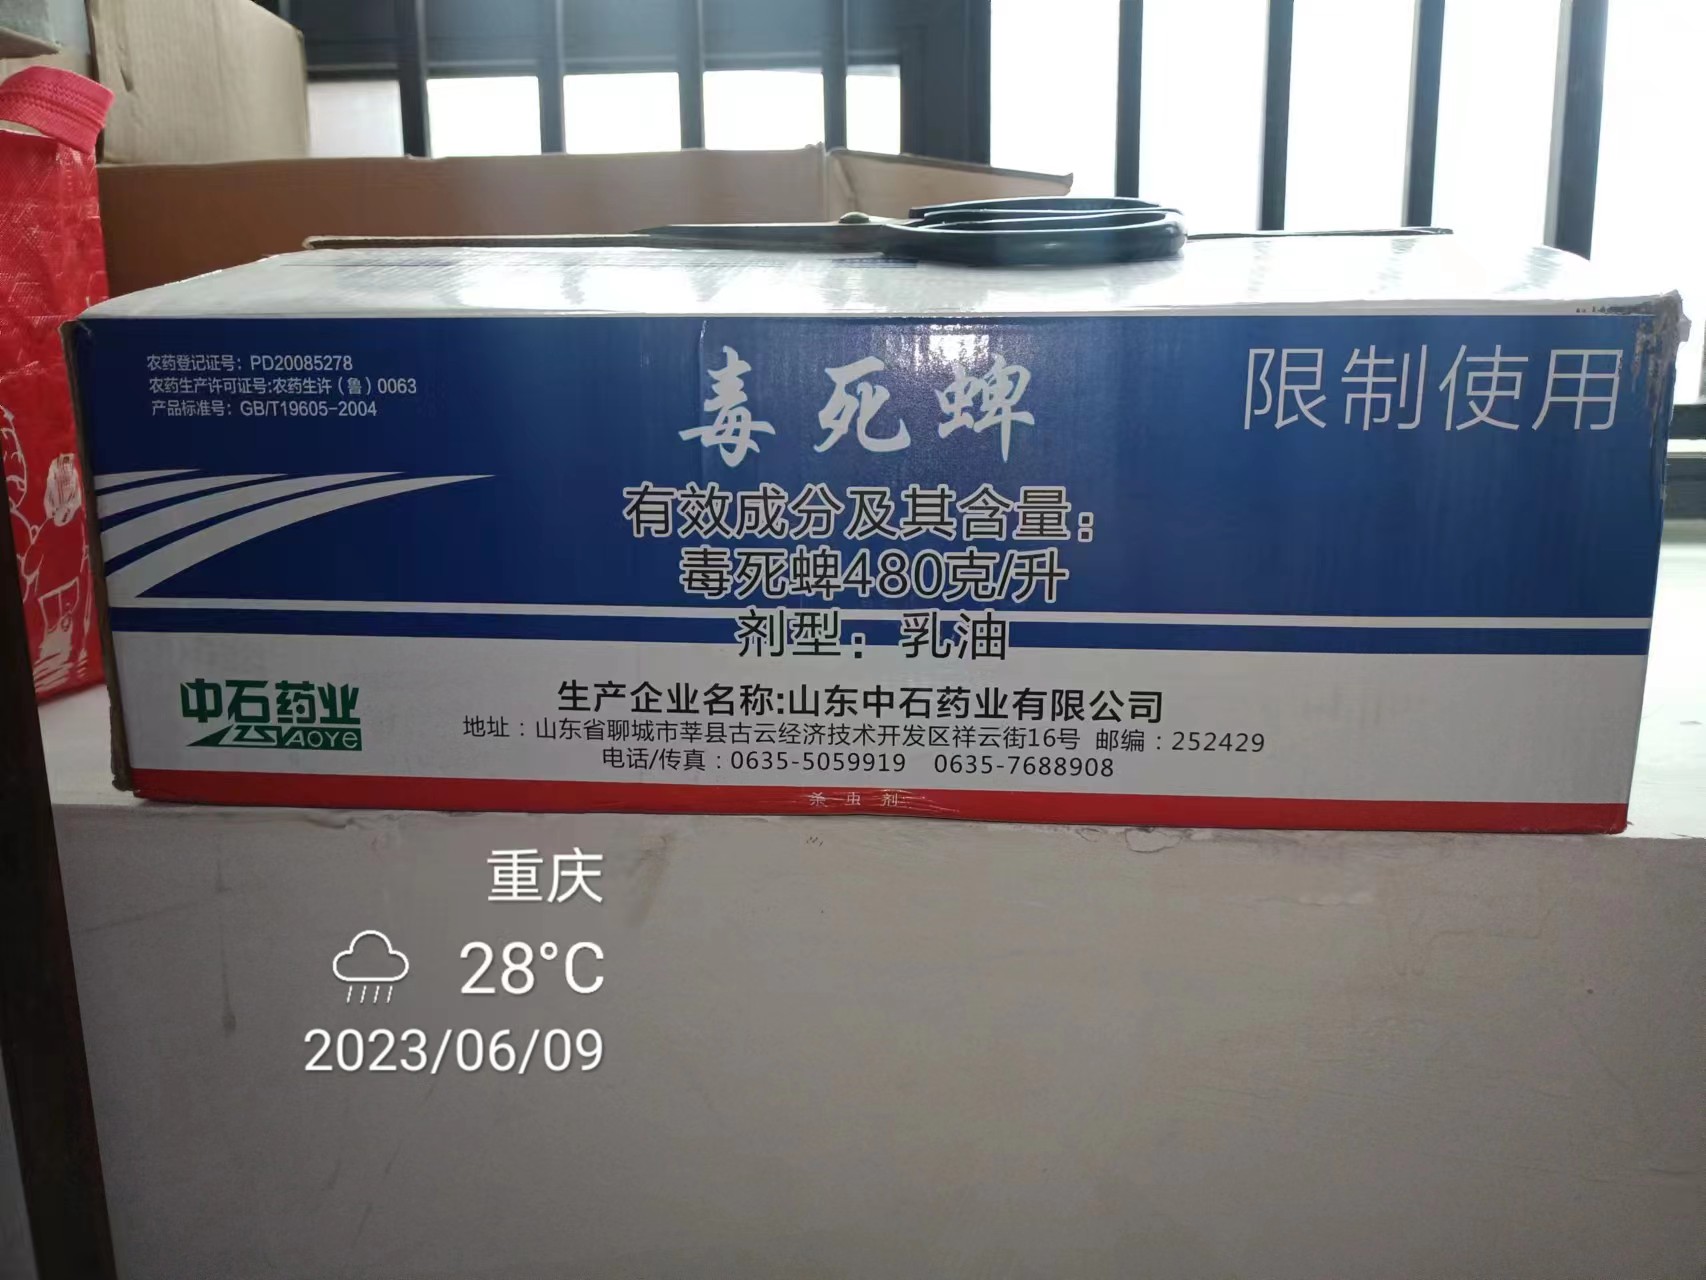 农药登记证号：PD20085278
农药生产许可证号:农药生许（鲁）0063
产品标准号：GB/T19605-2004
毒死蜱
限制使用
有效成分及其含量：
毒死蜱480克/升
剂型：乳油
中石药业
YAOYE
生产企业名称:山东中石药业有限公司
地址：山东省聊城市莘县古云经济技术开发区祥云街16号 邮编：252429
电话/传真：0635-5059919 0635-7688908
杀虫剂
重庆
28°C
2023/06/09